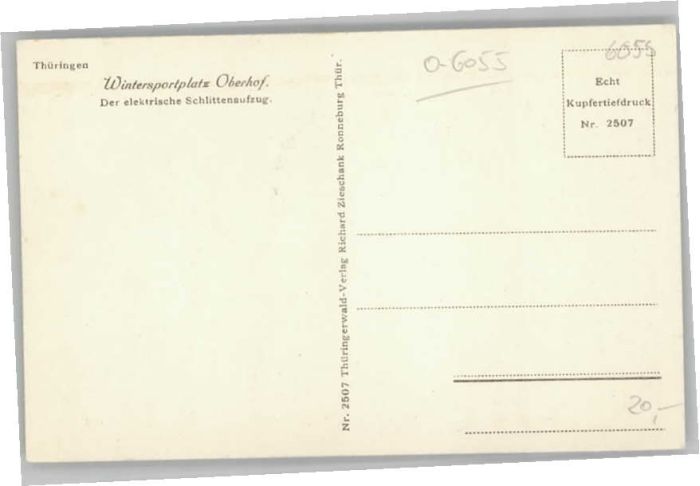 Thüringen
Wintersportplatz Oberhof.
Der elektrische Schlittenaufzug.
Nr. 2507 Thüringerwald-Verlag Richard Zieschank Ronneburg Thür.
O-6055
6055
Echt
Kupfertiefdruck
Nr. 2507
20,-